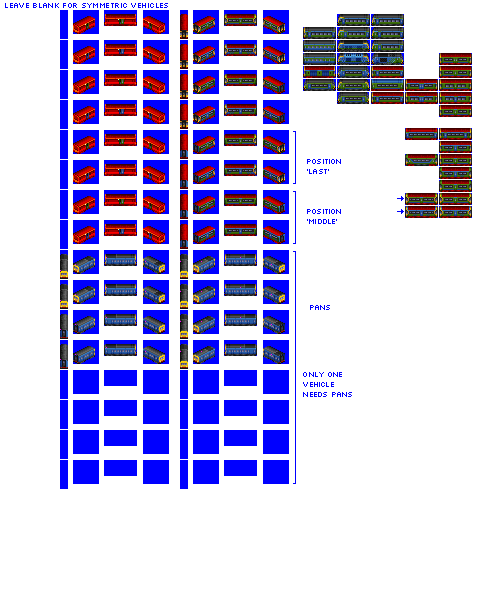 LEAVE BLANK FOR SYMMETRIC VEHICLES
POSITION
'LAST'
POSITION
'MIDDLE'
PANS
ONLY ONE
VEHICLE
NEEDS PANS